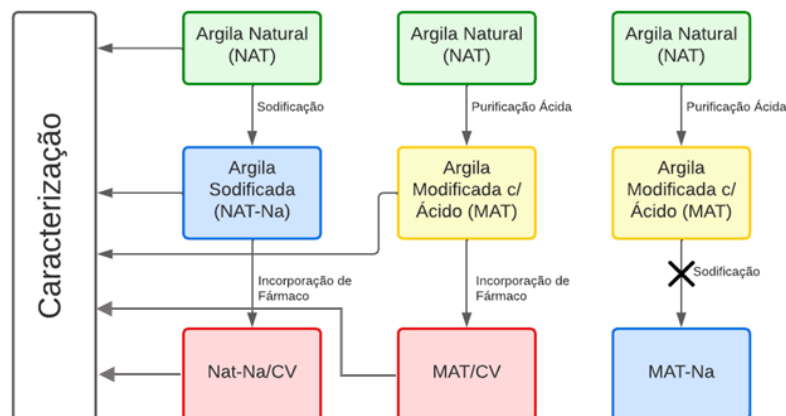 Caracterização
Argila Natural
(NAT)
Argila Natural
(NAT)
Argila Natural
(NAT)
Sodificação
Purificação Ácida
Purificação Ácida
Argila
Sodificada
(NAT-Na)
Argila
Modificada c/
Ácido (MAT)
Argila
Modificada c/
Ácido (MAT)
Incorporação de
Fármaco
Incorporação de
Fármaco
Sodificação
Nat-Na/CV
MAT/CV
MAT-Na